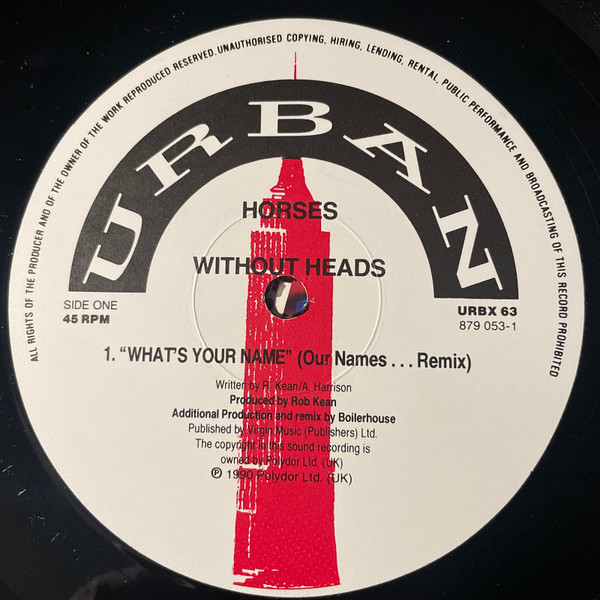 ALL RIGHTS OF THE PRODUCER AND OF THE OWNER OF THE WORK REPRODUCED RESERVED. UNAUTHORISED COPYING, HIRING, LENDING, RENTAL, PUBLIC PERFORMANCE AND BROADCASTING OF THIS RECORD PROHIBITED
URBAN
HORSES
WITHOUT HEADS
SIDE ONE
45 RPM
URBX 63
879 053-1
1. “WHAT'S YOUR NAME” (Our Names . . . Remix)
Written by R. Kean/A. Harrison
Produced by Rob Kean
Additional Production and remix by Boilerhouse
Published by Virgin Music (Publishers) Ltd.
The copyright in this sound recording is
owned by Polydor Ltd. (UK)
℗ 1990 Polydor Ltd. (UK)